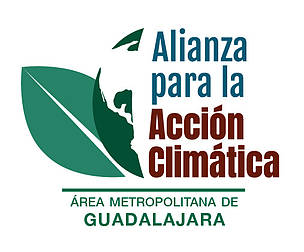 Alianza
para la
Acción
Climática
ÁREA METROPOLITANA DE
GUADALAJARA